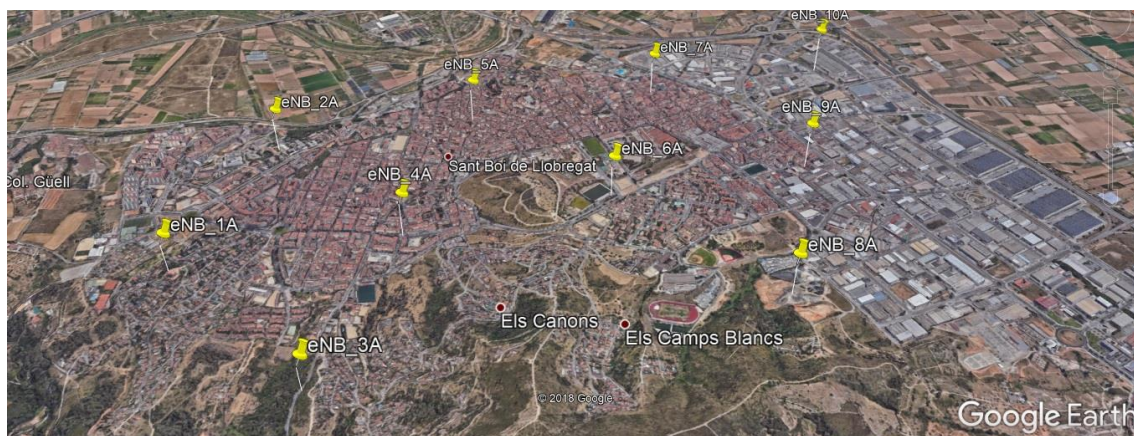 eNB_10A
eNB_7A
eNB_5A
eNB_2A
eNB_9A
eNB_6A
Sant Boi de Llobregat
Col. Güell
eNB_4A
eNB_1A
eNB_8A
Els Canons
Els Camps Blancs
eNB_3A
© 2018 Google
Google Earth